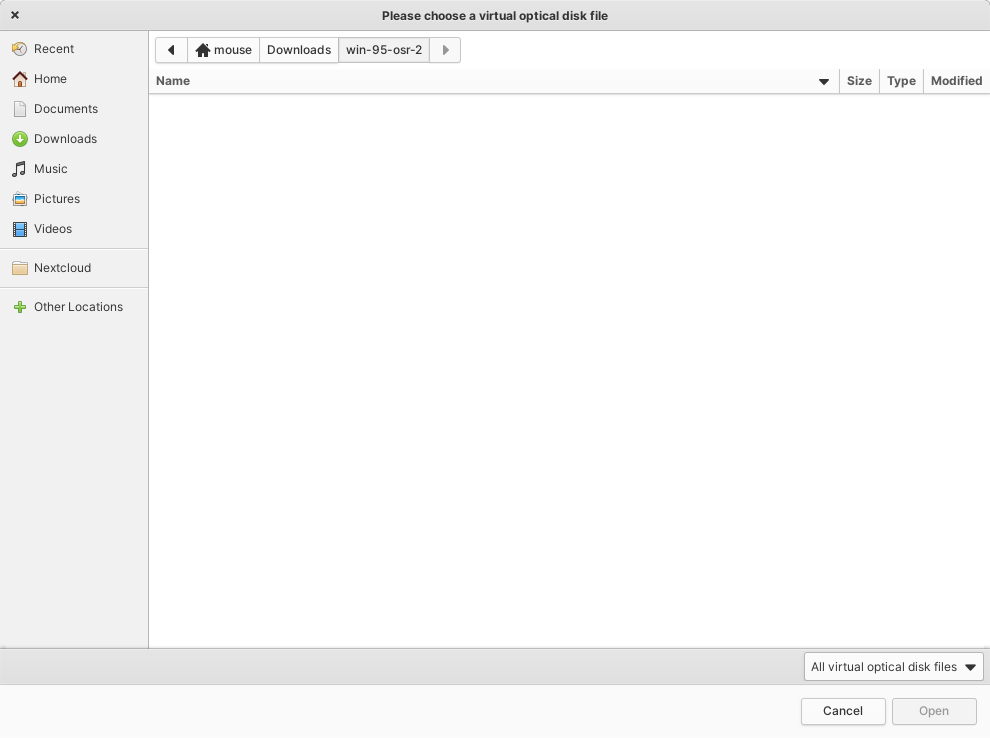 Please choose a virtual optical disk file
Recent
Home
Documents
Downloads
Music
Pictures
Videos
Nextcloud
Other Locations
mouse Downloads win-95-osr-2
Name Size Type Modified
All virtual optical disk files
Cancel Open